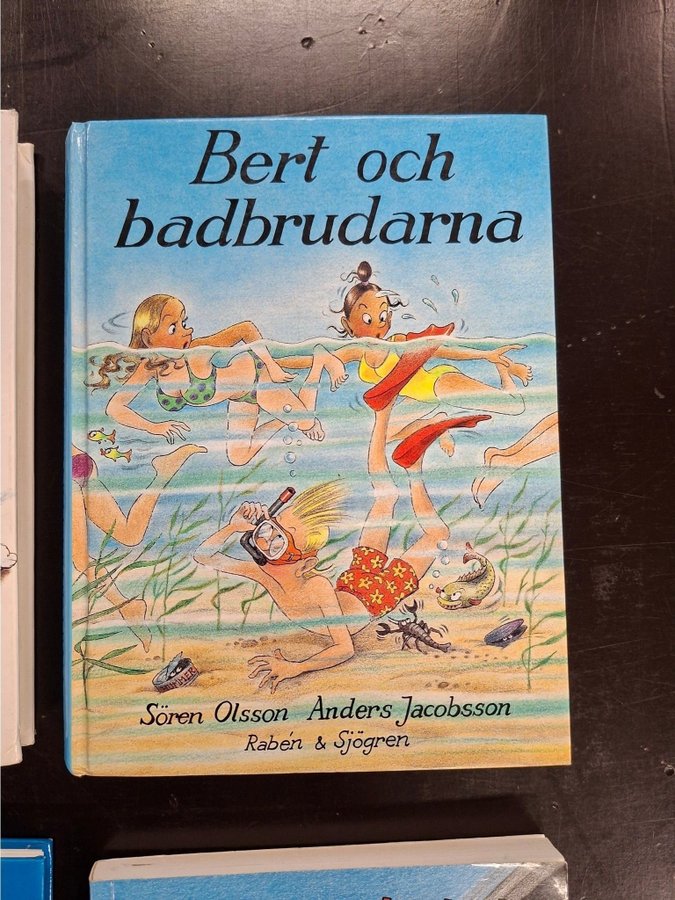 Bert och
badbrudarna
Sören Olsson Anders Jacobsson
Rabén & Sjögren